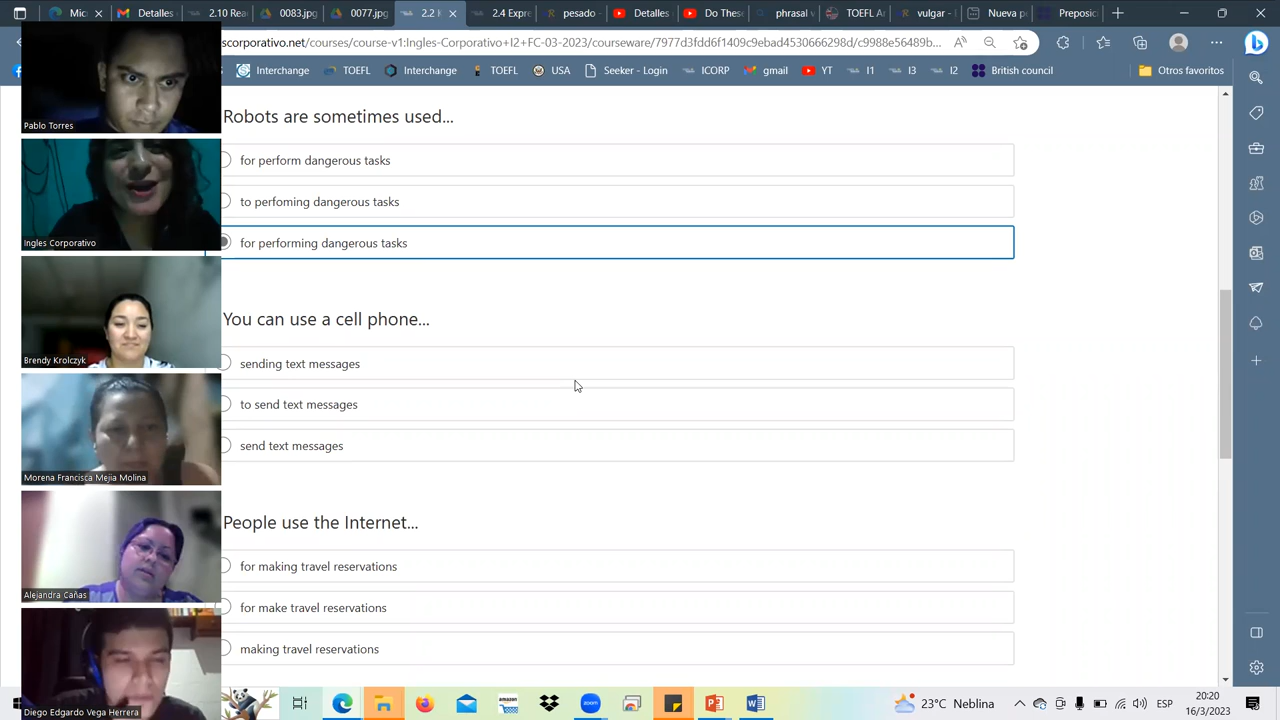 Mic
Materiales
2.10 Rea
0083.jpg
0077.jpg
2.2 K
2.4 Expre
pesado
Detalles
Detalles
phrasal
I1
Regular -
Nueva p
Preposi
scorporativo.net/courses/course-v1:Ingles-Corporativo+I2+FC-03-2023/courseware/7977d3fdd6f1409c9ebad4530666298d/c9988e56489b...
Interchange
TOEFL
Interchange
TOEFL
USA
Seeker - Login
ICORP
gmail
YT
I1
I3
I2
British council
Otros favoritos
Robots are sometimes used...
for perform dangerous tasks
to perfoming dangerous tasks
for performing dangerous tasks
You can use a cell phone...
sending text messages
to send text messages
send text messages
People use the Internet...
for making travel reservations
for make travel reservations
making travel reservations
Pablo Torres
Ingles Corporativo
Brendy Krolczyk
Morena Francisca Mejia Molina
Alejandra Cañas
Diego Edgardo Vega Herrera
amazon
zoom
23°C Neblina
ESP
20:20
16/3/2023